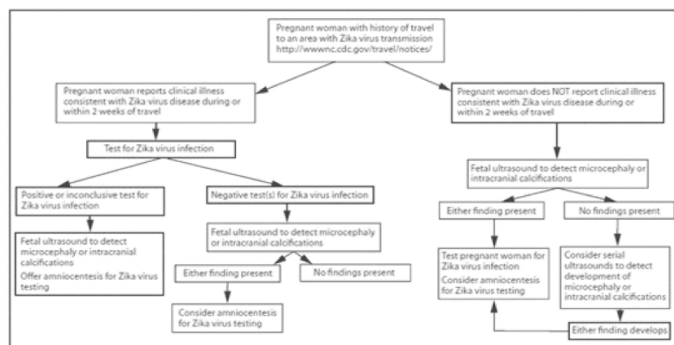 Pregnant woman with history of travel
to an area with Zika virus transmission
http://wwwnc.cdc.gov/travel/notices/
Pregnant woman reports clinical illness
consistent with Zika virus disease during or
within 2 weeks of travel
Pregnant woman does NOT report clinical illness
consistent with Zika virus disease during or
within 2 weeks of travel
Test for Zika virus infection
Fetal ultrasound to detect microcephaly or
intracranial calcifications
Positive or inconclusive test for
Zika virus infection
Negative test(s) for Zika virus infection
Either finding present
No findings present
Fetal ultrasound to detect
microcephaly or intracranial
calcifications
Offer amniocentesis for Zika virus
testing
Fetal ultrasound to detect microcephaly
or intracranial calcifications
Either finding present
No findings present
Consider amniocentesis
for Zika virus testing
Test pregnant woman for
Zika virus infection
Consider amniocentesis
for Zika virus testing
Consider serial
ultrasounds to detect
development of
microcephaly or
intracranial calcifications
Either finding develops